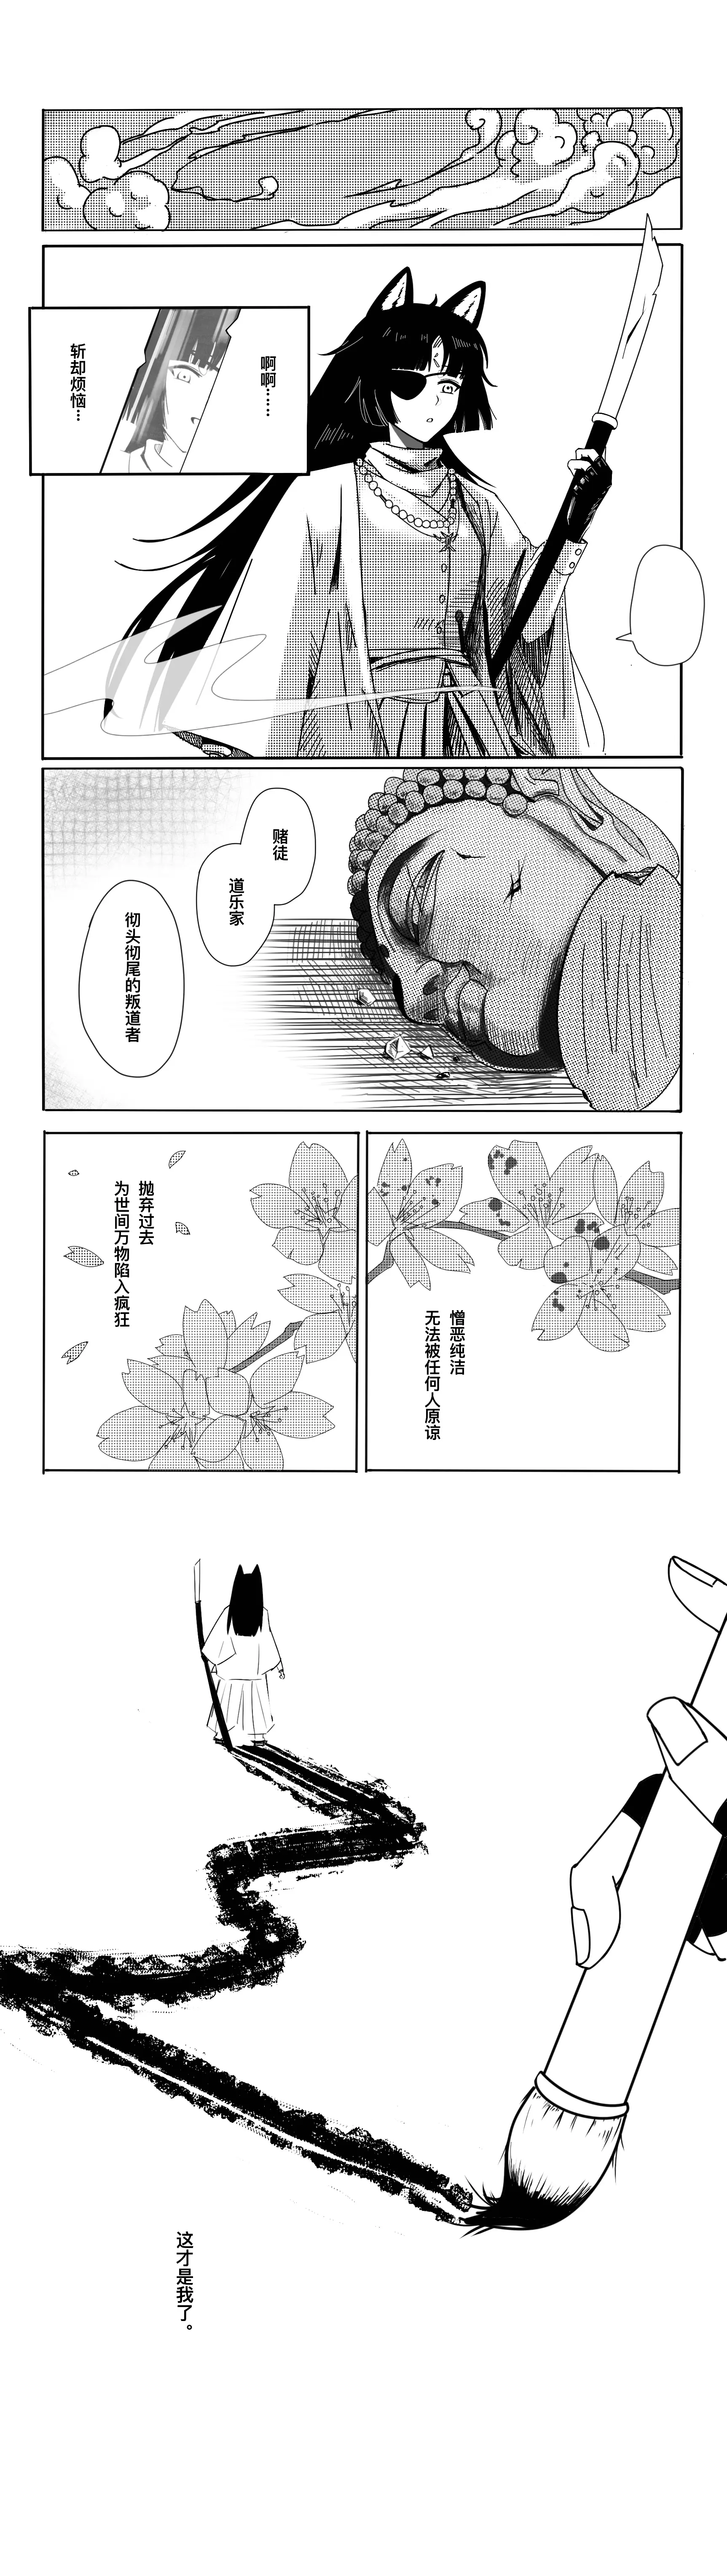 啊啊……
斩却烦恼…
赌徒
道乐家
彻头彻尾的叛道者
憎恶纯洁
无法被任何人原谅
抛弃过去
为世间万物陷入疯狂
这才是我了。